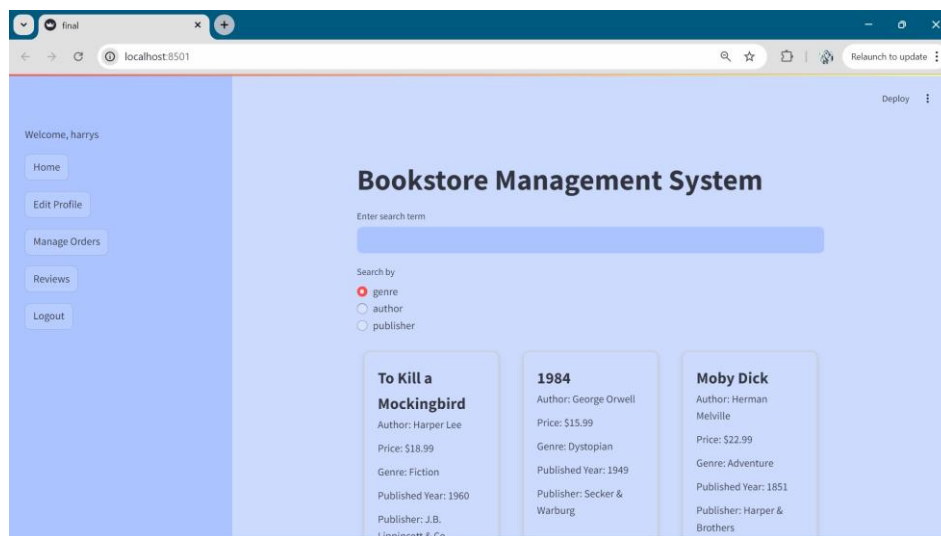 final
localhost:8501
Relaunch to update
Deploy
Welcome, harrys
Home
Edit Profile
Manage Orders
Reviews
Logout
Bookstore Management System
Enter search term
Search by
genre
author
publisher
To Kill a
Mockingbird
Author: Harper Lee
Price: $18.99
Genre: Fiction
Published Year: 1960
Publisher: J.B.
Lippincott & Co.
1984
Author: George Orwell
Price: $15.99
Genre: Dystopian
Published Year: 1949
Publisher: Secker &
Warburg
Moby Dick
Author: Herman
Melville
Price: $22.99
Genre: Adventure
Published Year: 1851
Publisher: Harper &
Brothers